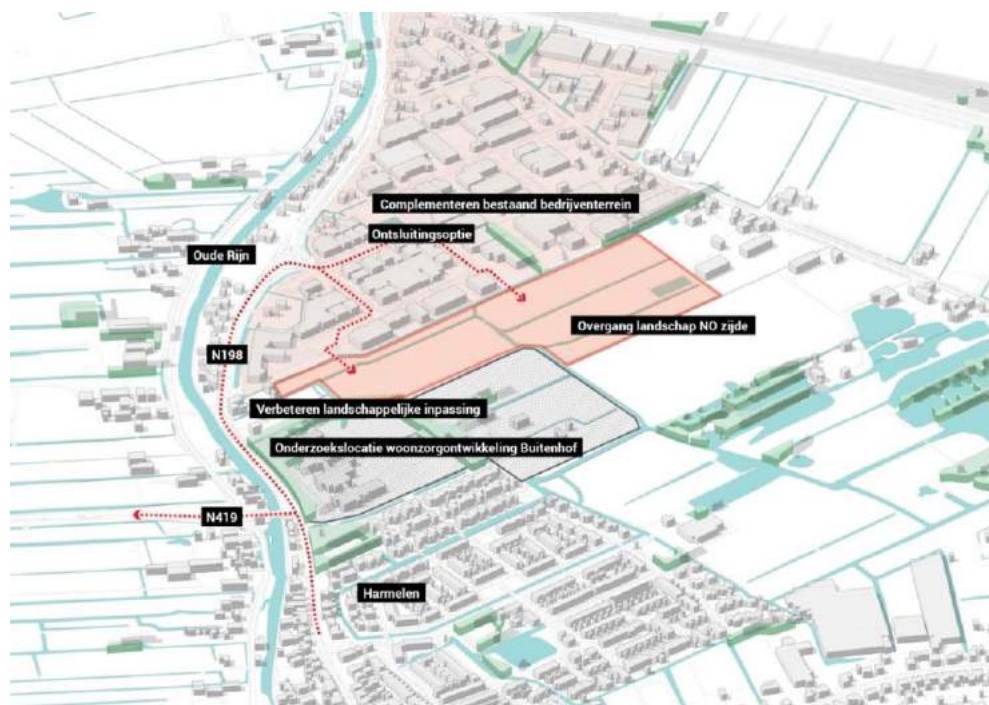 Complementeren bestaand bedrijventerrein
Ontsluitingsoptie
Oude Rijn
Overgang landschap NO zijde
N198
Verbeteren landschappelijke inpassing
Onderzoekslocatie woonzorgontwikkeling Buitenhof
N419
Harmelen